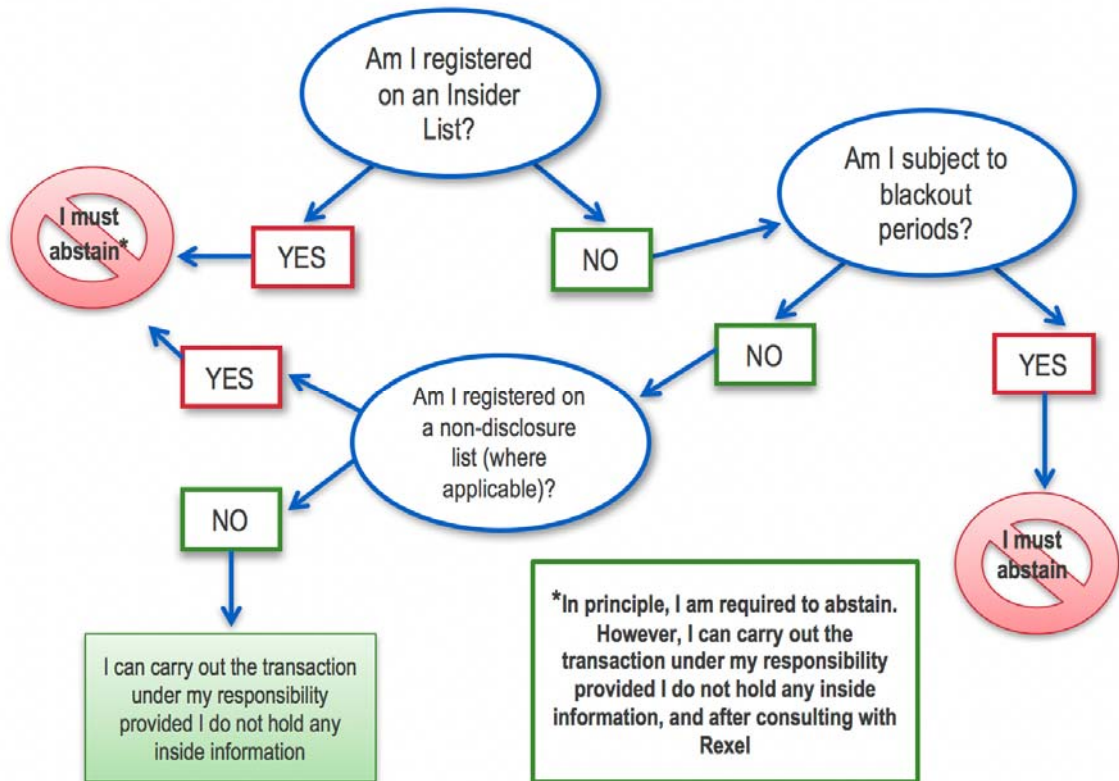 Am I registered
on an Insider
List?
Am I subject to
blackout
periods?
I must
abstain*
YES
NO
NO
YES
YES
Am I registered on
a non-disclosure
list (where
applicable)?
NO
I must
abstain
*In principle, I am required to abstain.
However, I can carry out the
transaction under my responsibility
provided I do not hold any inside
information, and after consulting with
Rexel
I can carry out the transaction
under my responsibility
provided I do not hold any
inside information